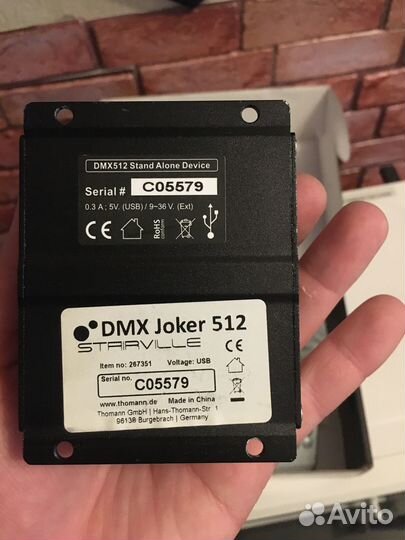 DMX512 Stand Alone Device
Serial # C05579
0.3 A ; 5V. (USB) / 9~36 V. (Ext)
CE RoHS
conform
DMX Joker 512
STAIRVILLE CE
Item no: 267351 Voltage: USB
Serial no. C05579
www.thomann.de Made in China
Thomann GmbH | Hans-Thomann-Str. 1
96138 Burgebrach | Germany
Avito